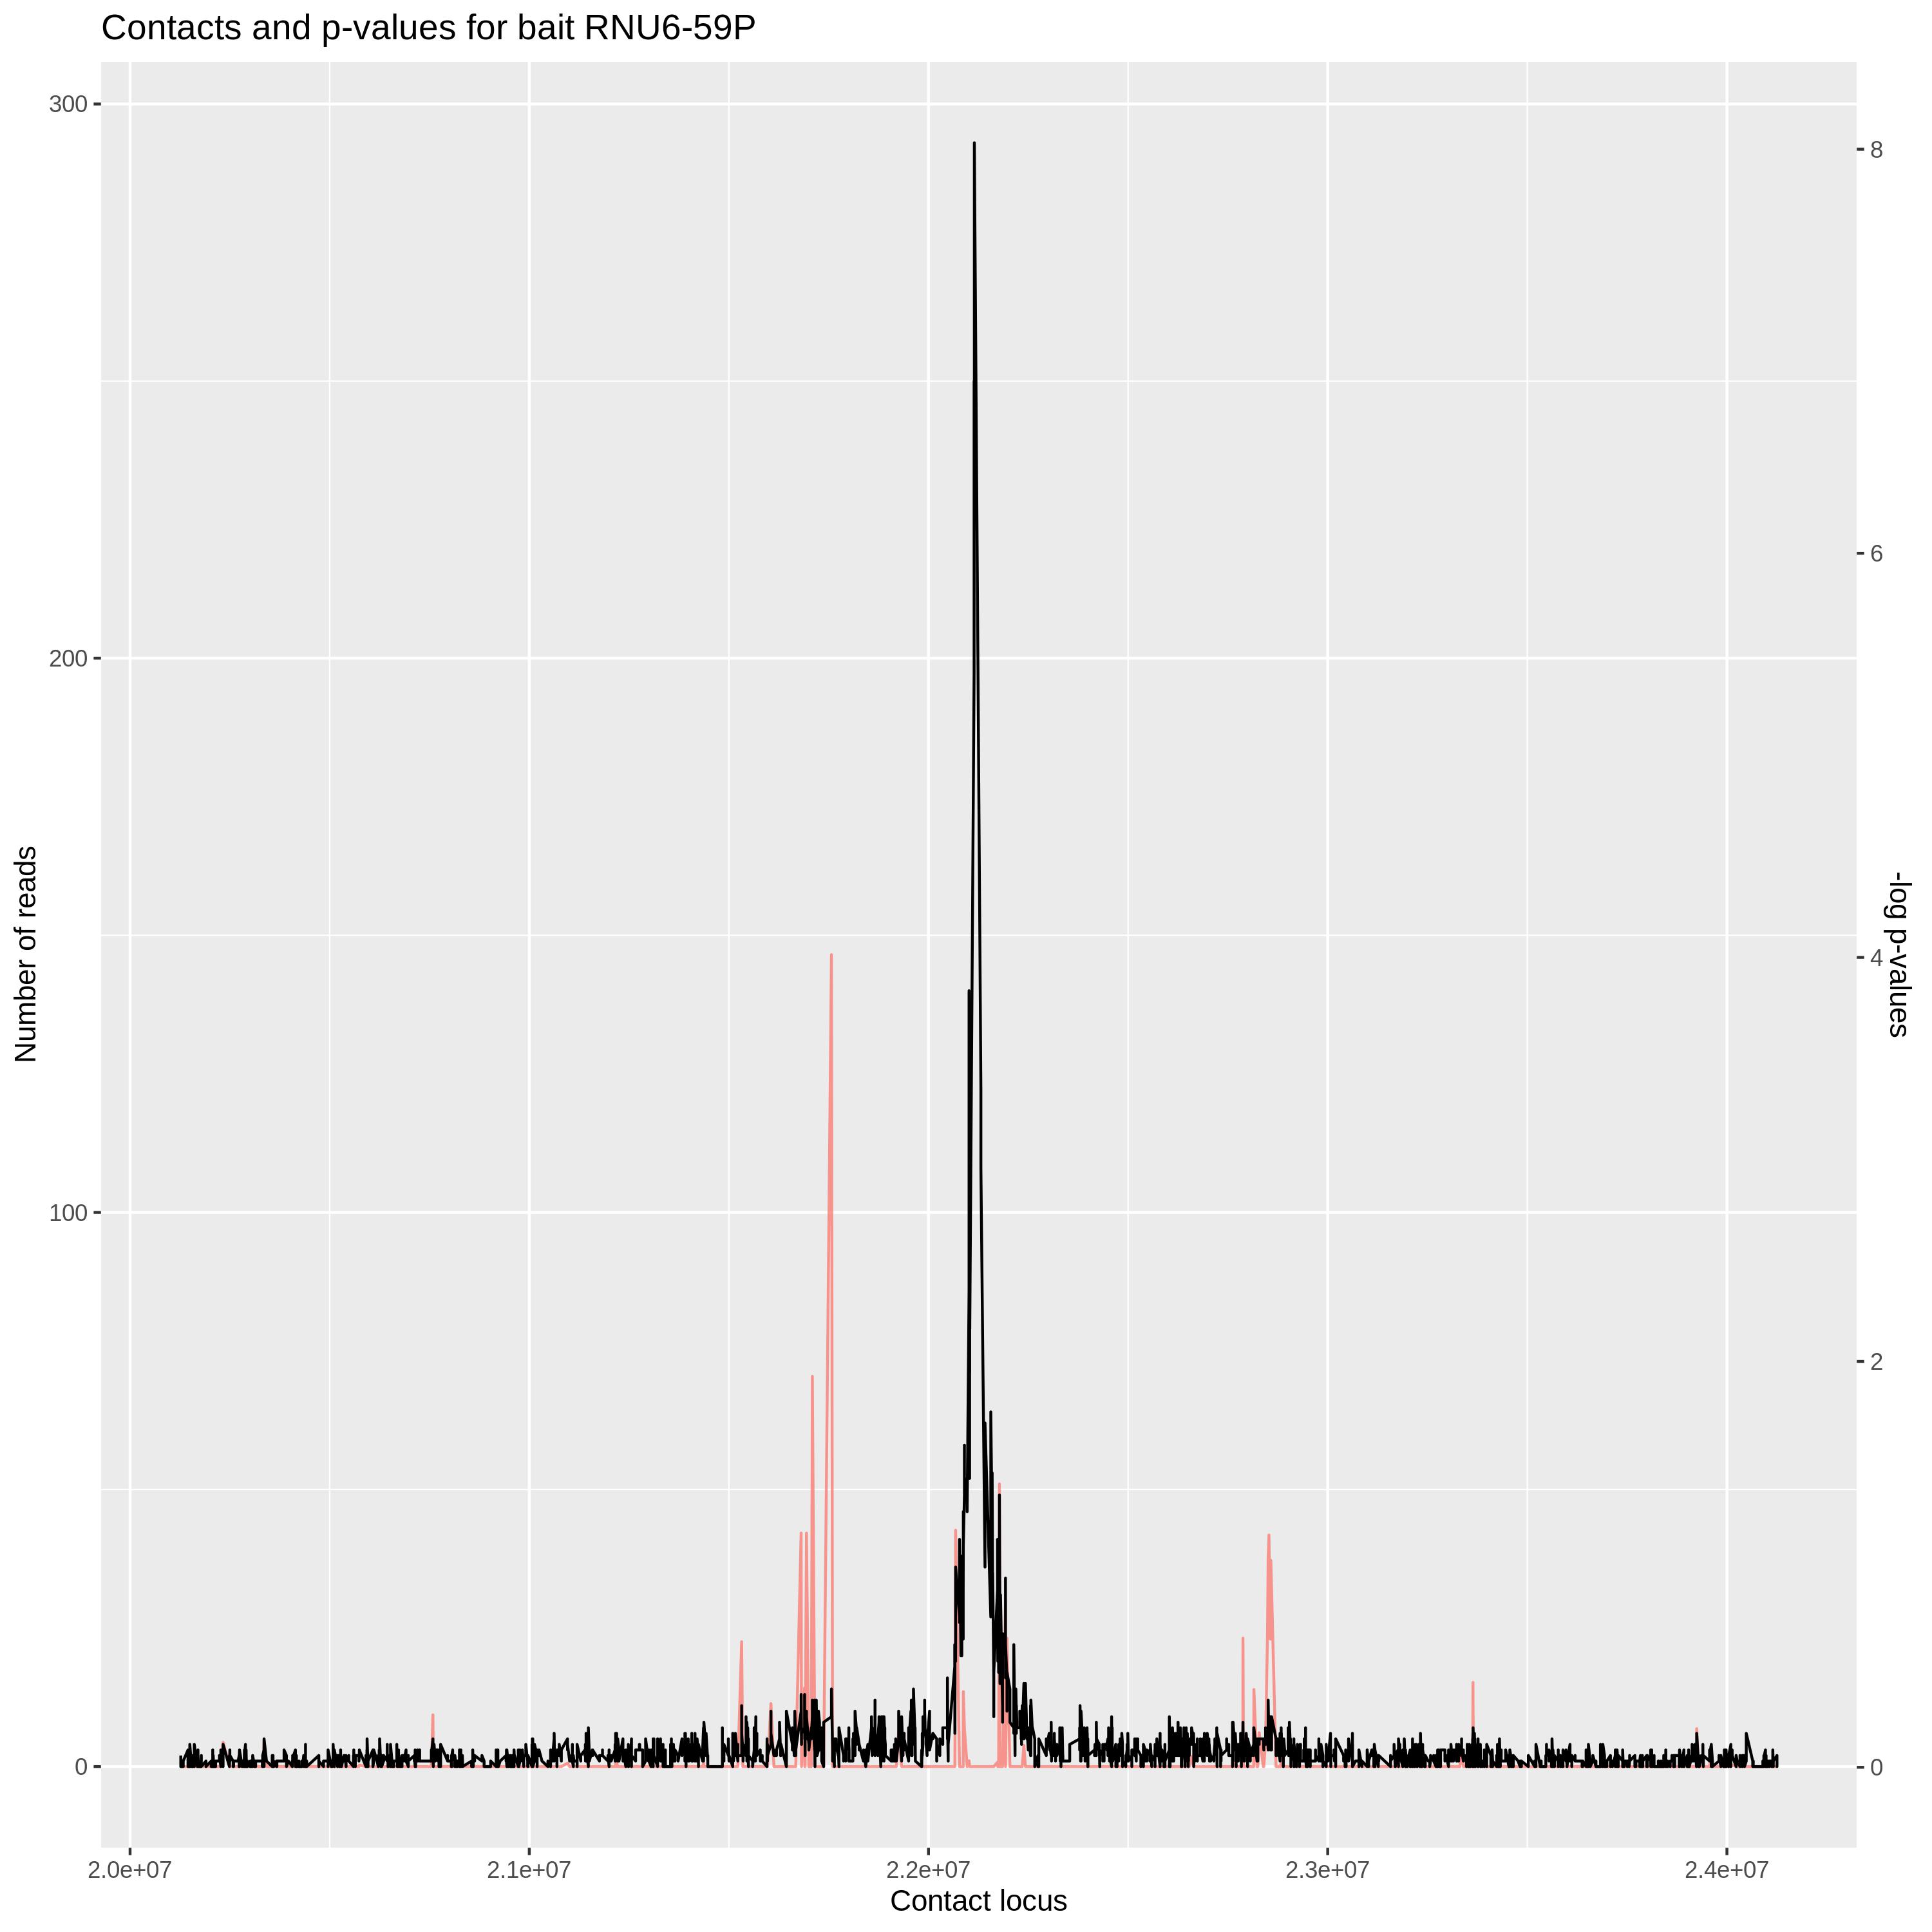 Contacts and p-values for bait RNU6-59P
300
200
100
0
Number of reads
8
6
4
2
0
-log p-values
2.0e+07 2.1e+07 2.2e+07 2.3e+07 2.4e+07
Contact locus